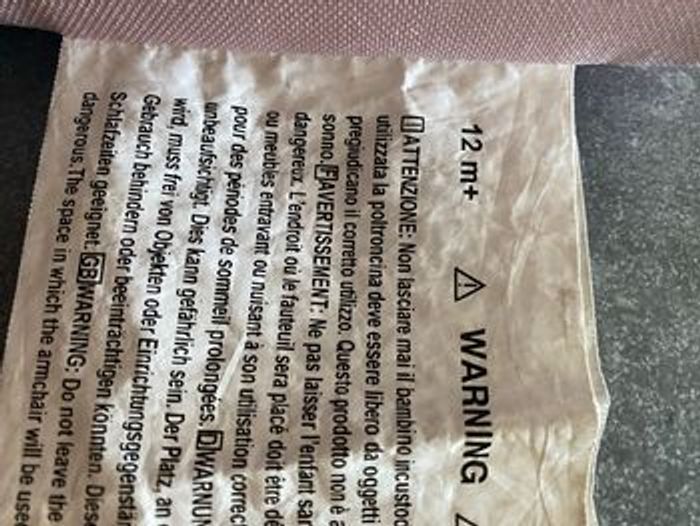 12 m+ ⚠ WARNING ⚠
I ATTENZIONE: Non lasciare mai il bambino incustod
utilizzata la poltroncina deve essere libero da oggetti
pregiudicano il corretto utilizzo. Questo prodotto non è a
sonno. F AVERTISSEMENT: Ne pas laisser l'enfant san
dangereux. L'endroit où le fauteuil sera placé doit être dé
ou meubles entravant ou nuisant à son utilisation correct
pour des périodes de sommeil prolongées. D WARNUN
unbeaufsichtigt. Dies kann gefährlich sein. Der Platz, an
wird, muss frei von Objekten oder Einrichtungsgegenstän
Gebrauch behindern oder beeinträchtigen könnten. Diese
Schlafzeiten geeignet. GB WARNING: Do not leave the
dangerous. The space in which the armchair will be use